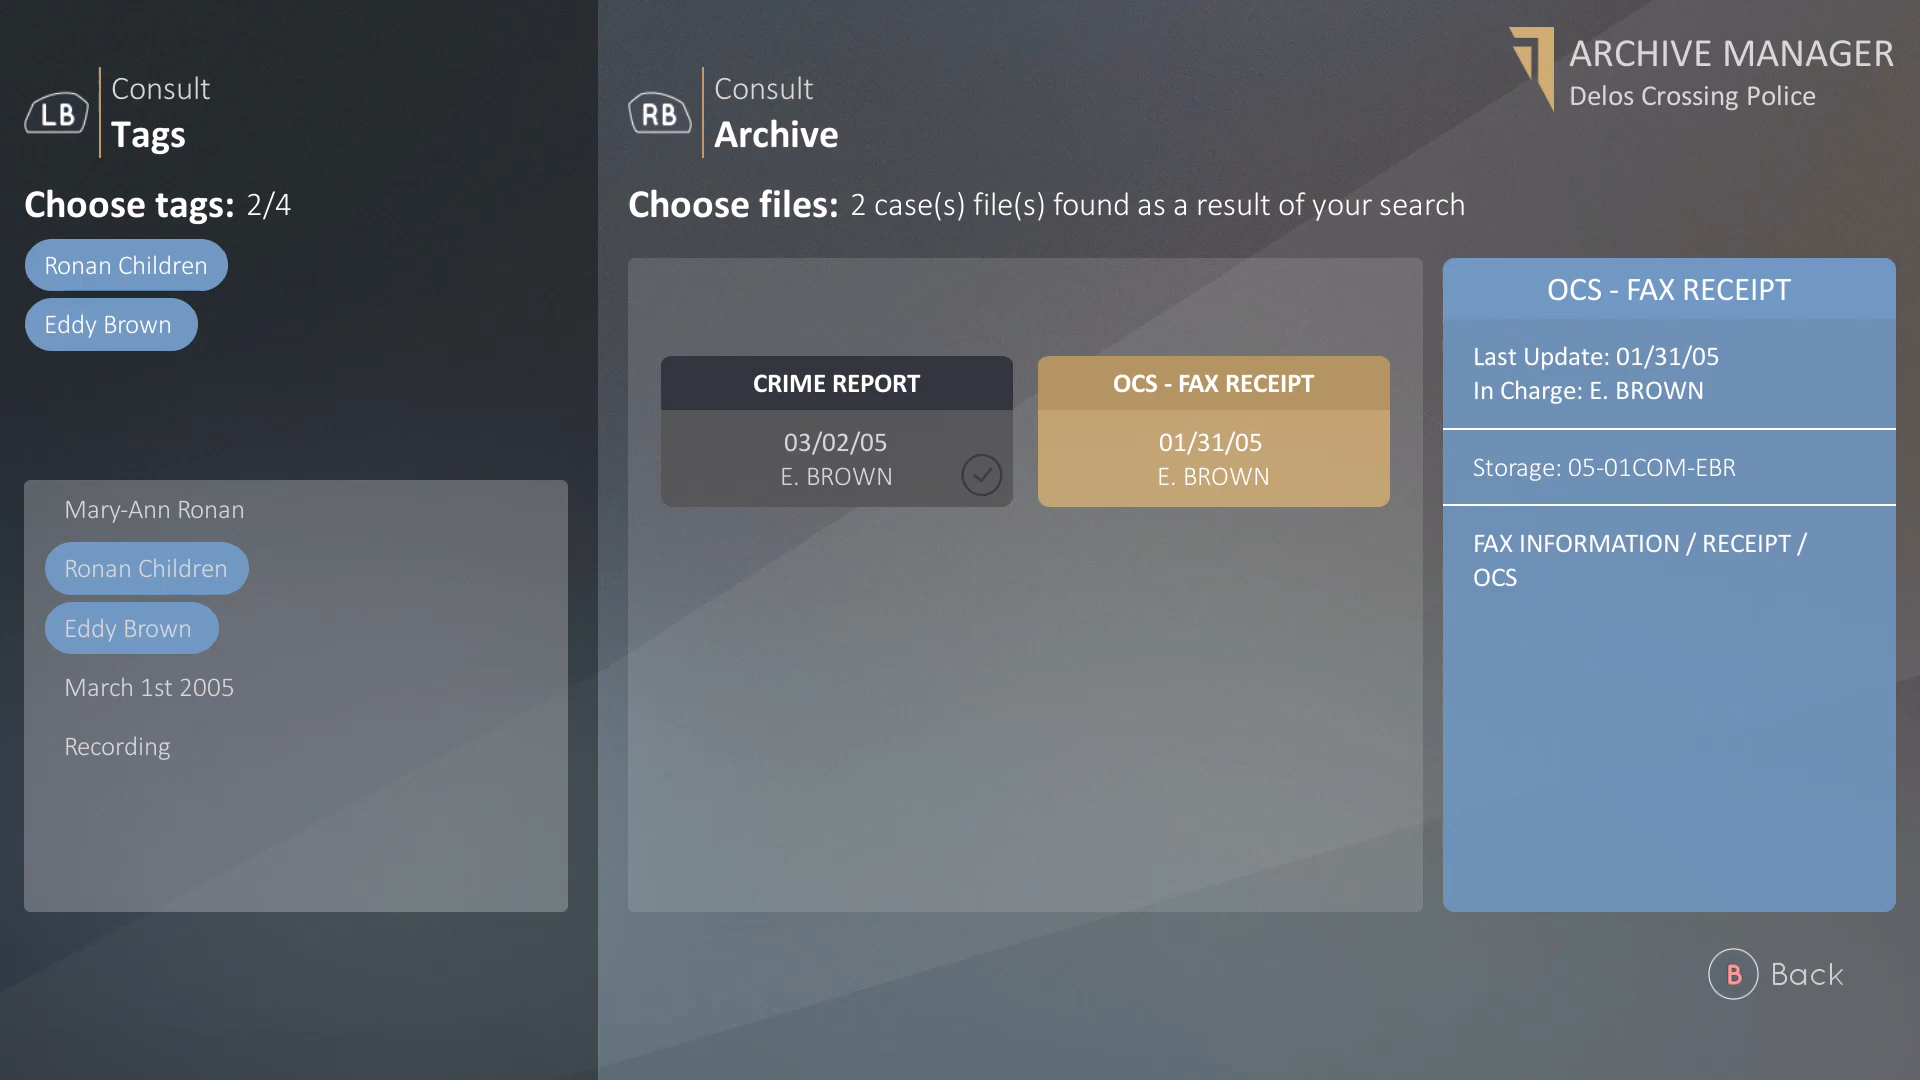 LB
Consult
Tags
Choose tags: 2/4
Ronan Children
Eddy Brown
Mary-Ann Ronan
Ronan Children
Eddy Brown
March 1st 2005
Recording
RB
Consult
Archive
ARCHIVE MANAGER
Delos Crossing Police
Choose files: 2 case(s) file(s) found as a result of your search
CRIME REPORT
03/02/05
E. BROWN
OCS - FAX RECEIPT
01/31/05
E. BROWN
OCS - FAX RECEIPT
Last Update: 01/31/05
In Charge: E. BROWN
Storage: 05-01COM-EBR
FAX INFORMATION / RECEIPT /
OCS
B Back